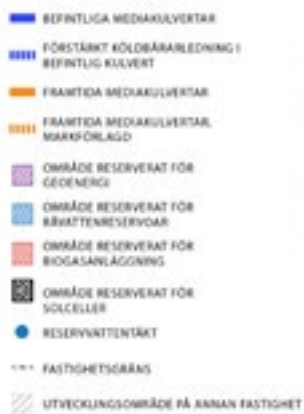 BEFINTLIGA MEDIAKULVERTAR
FÖRSTÄRKT KÖLDBÄRARLEDNING I
BEFINTLIG KULVERT
FRAMTIDA MEDIAKULVERTAR
FRAMTIDA MEDIAKULVERTAR,
MARKFÖRLAGD
OMRÅDE RESERVERAT FÖR
GEOENERGI
OMRÅDE RESERVERAT FÖR
RÅVATTENRESERVOAR
OMRÅDE RESERVERAT FÖR
BIOGASANLÄGGNING
OMRÅDE RESERVERAT FÖR
SOLCELLER
RESERVVATTENTÄKT
FASTIGHETSGRÄNS
UTVECKLINGSOMRÅDE PÅ ANNAN FASTIGHET